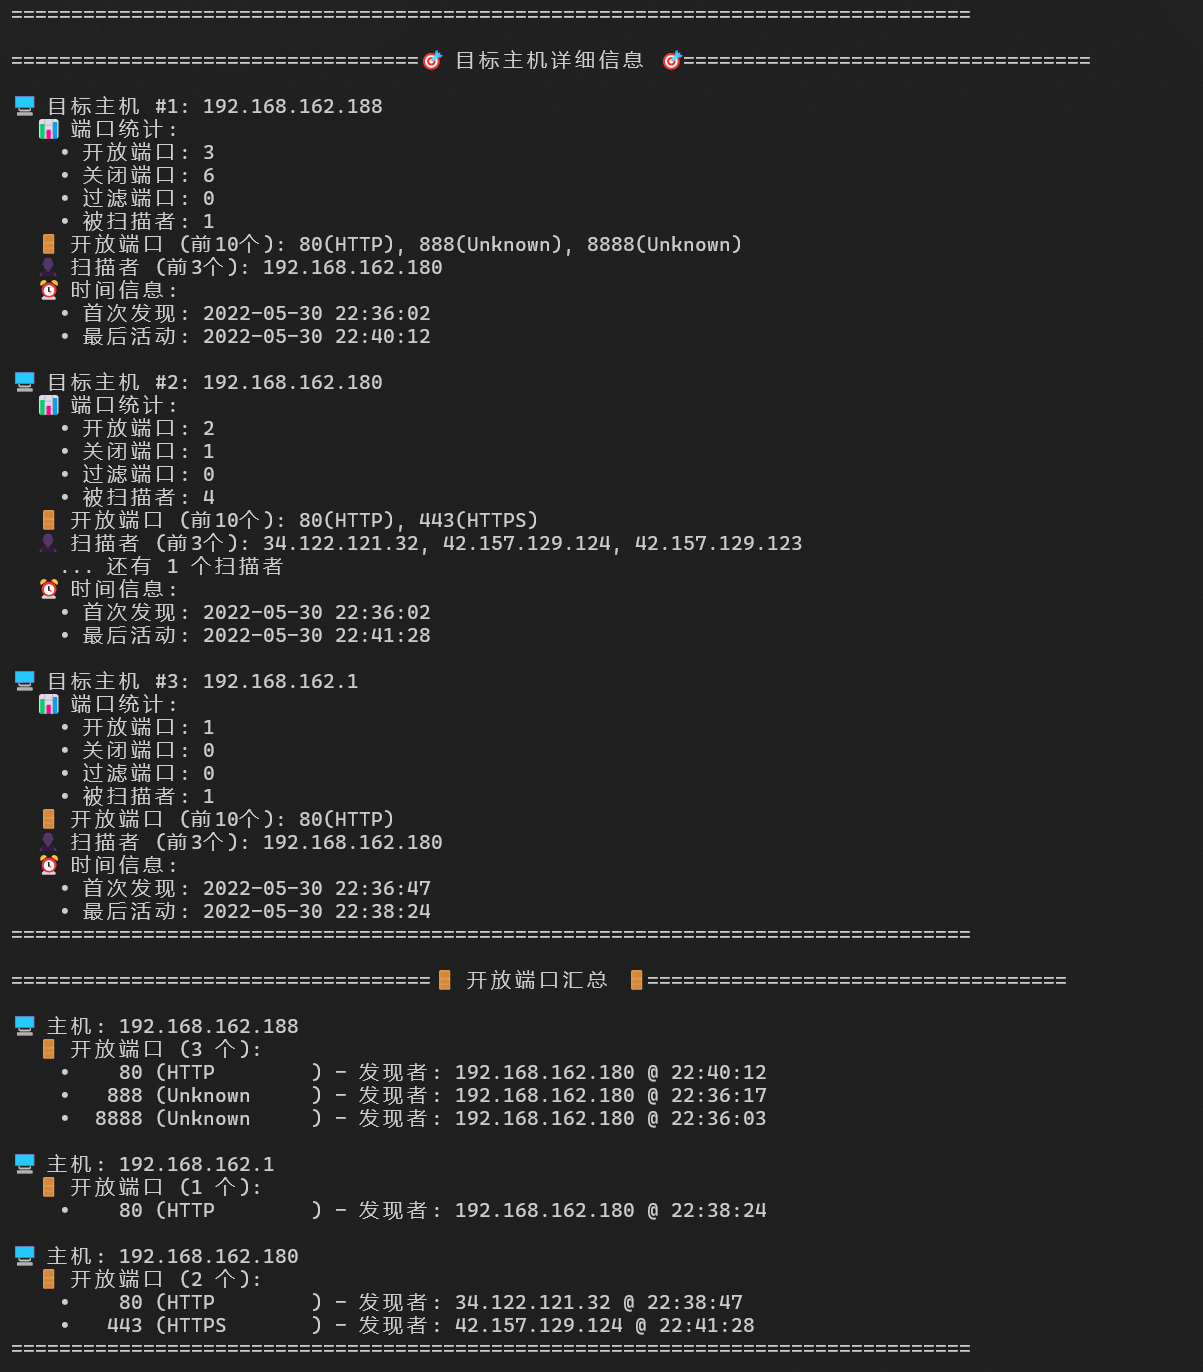 ================================================================================
==================================🎯 目标主机详细信息 🎯==================================
🖥️ 目标主机 #1: 192.168.162.188
📊 端口统计:
• 开放端口: 3
• 关闭端口: 6
• 过滤端口: 0
• 被扫描者: 1
🚪 开放端口 (前10个): 80(HTTP), 888(Unknown), 8888(Unknown)
👤 扫描者 (前3个): 192.168.162.180
⏰ 时间信息:
• 首次发现: 2022-05-30 22:36:02
• 最后活动: 2022-05-30 22:40:12
🖥️ 目标主机 #2: 192.168.162.180
📊 端口统计:
• 开放端口: 2
• 关闭端口: 1
• 过滤端口: 0
• 被扫描者: 4
🚪 开放端口 (前10个): 80(HTTP), 443(HTTPS)
👤 扫描者 (前3个): 34.122.121.32, 42.157.129.124, 42.157.129.123
... 还有 1 个扫描者
⏰ 时间信息:
• 首次发现: 2022-05-30 22:36:02
• 最后活动: 2022-05-30 22:41:28
🖥️ 目标主机 #3: 192.168.162.1
📊 端口统计:
• 开放端口: 1
• 关闭端口: 0
• 过滤端口: 0
• 被扫描者: 1
🚪 开放端口 (前10个): 80(HTTP)
👤 扫描者 (前3个): 192.168.162.180
⏰ 时间信息:
• 首次发现: 2022-05-30 22:36:47
• 最后活动: 2022-05-30 22:38:24
================================================================================
===================================🚪 开放端口汇总 🚪===================================
🖥️ 主机: 192.168.162.188
🚪 开放端口 (3 个):
•    80 (HTTP        ) - 发现者: 192.168.162.180 @ 22:40:12
•   888 (Unknown     ) - 发现者: 192.168.162.180 @ 22:36:17
•  8888 (Unknown     ) - 发现者: 192.168.162.180 @ 22:36:03
🖥️ 主机: 192.168.162.1
🚪 开放端口 (1 个):
•    80 (HTTP        ) - 发现者: 192.168.162.180 @ 22:38:24
🖥️ 主机: 192.168.162.180
🚪 开放端口 (2 个):
•    80 (HTTP        ) - 发现者: 34.122.121.32 @ 22:38:47
•   443 (HTTPS       ) - 发现者: 42.157.129.124 @ 22:41:28
================================================================================